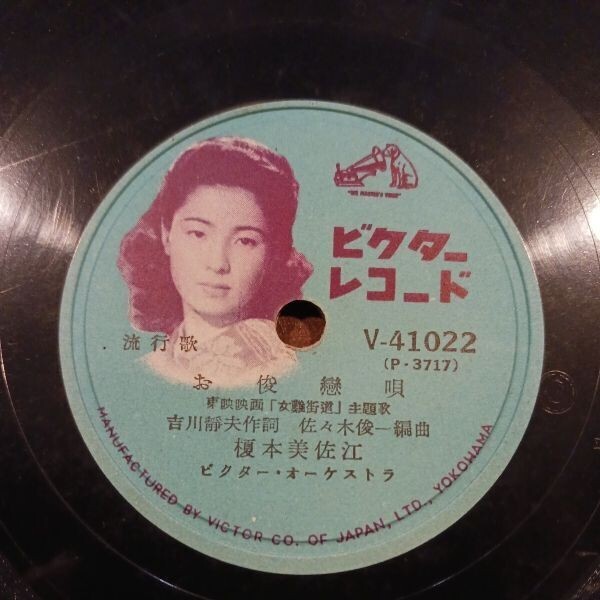 "HIS MASTER'S VOICE"
ビクター
レコード
流行歌
V-41022
(P・3717)
お俊戀唄
東映映画「女難街道」主題歌
吉川靜夫作詞 佐々木俊一編曲
榎本美佐江
ビクター・オーケストラ
MANUFACTURED BY VICTOR CO. OF JAPAN, LTD., YOKOHAMA